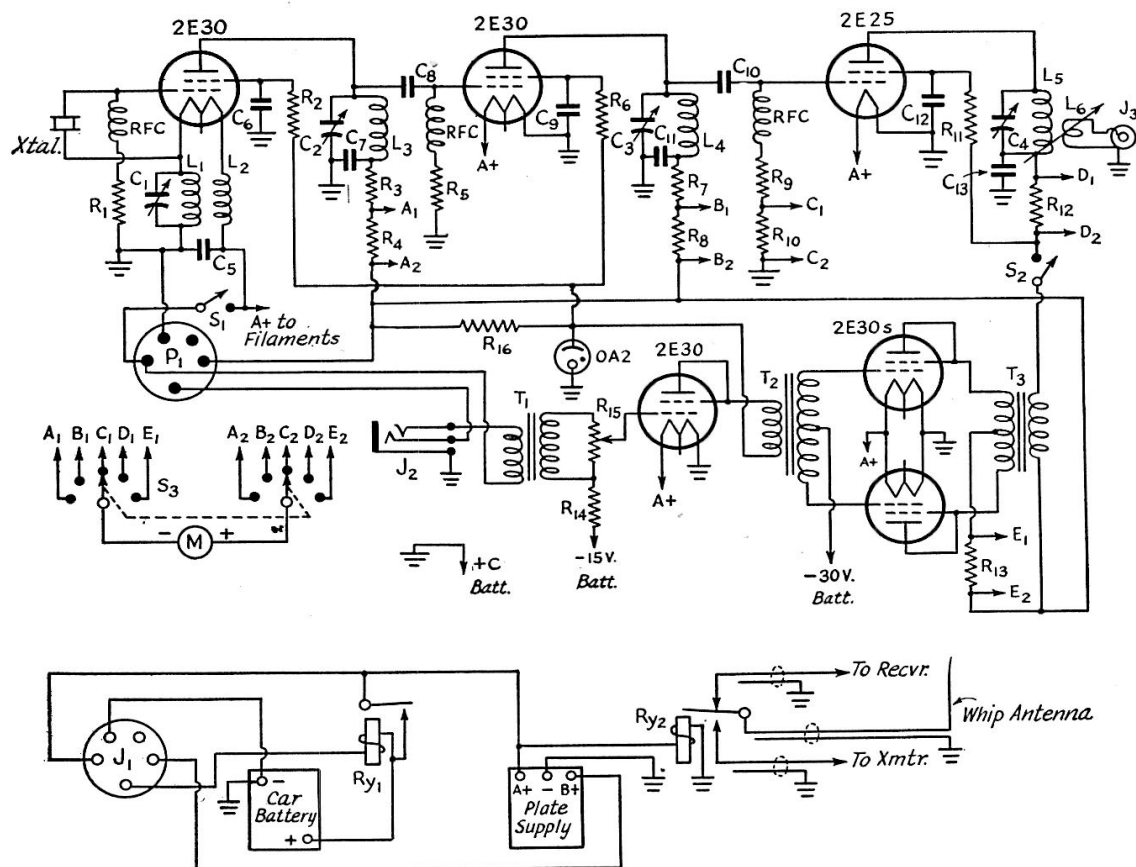 2E30
2E30
2E25
Xtal.
RFC
R1
C1
L1
L2
C5
C6
R2
C2
C7
L3
R3
A1
R4
A2
C8
RFC
R5
A+
C9
R6
C3
C11
L4
R7
B1
R8
B2
C10
RFC
R9
C1
R10
C2
A+
C12
R11
L5
C4
C13
L6
J3
D1
R12
D2
S2
S1
A+ to
Filaments
P1
R16
OA2
2E30
2E30s
T1
R15
T2
T3
A1 B1 C1 D1 E1
A2 B2 C2 D2 E2
S3
- M +
J2
R14
A+
A+
+C
Batt.
-15V.
Batt.
-30V.
Batt.
E1
R13
E2
J1
Ry1
- Car
Battery
+
A+ - B+
Plate
Supply
Ry2
To Recvr.
Whip Antenna
To Xmtr.